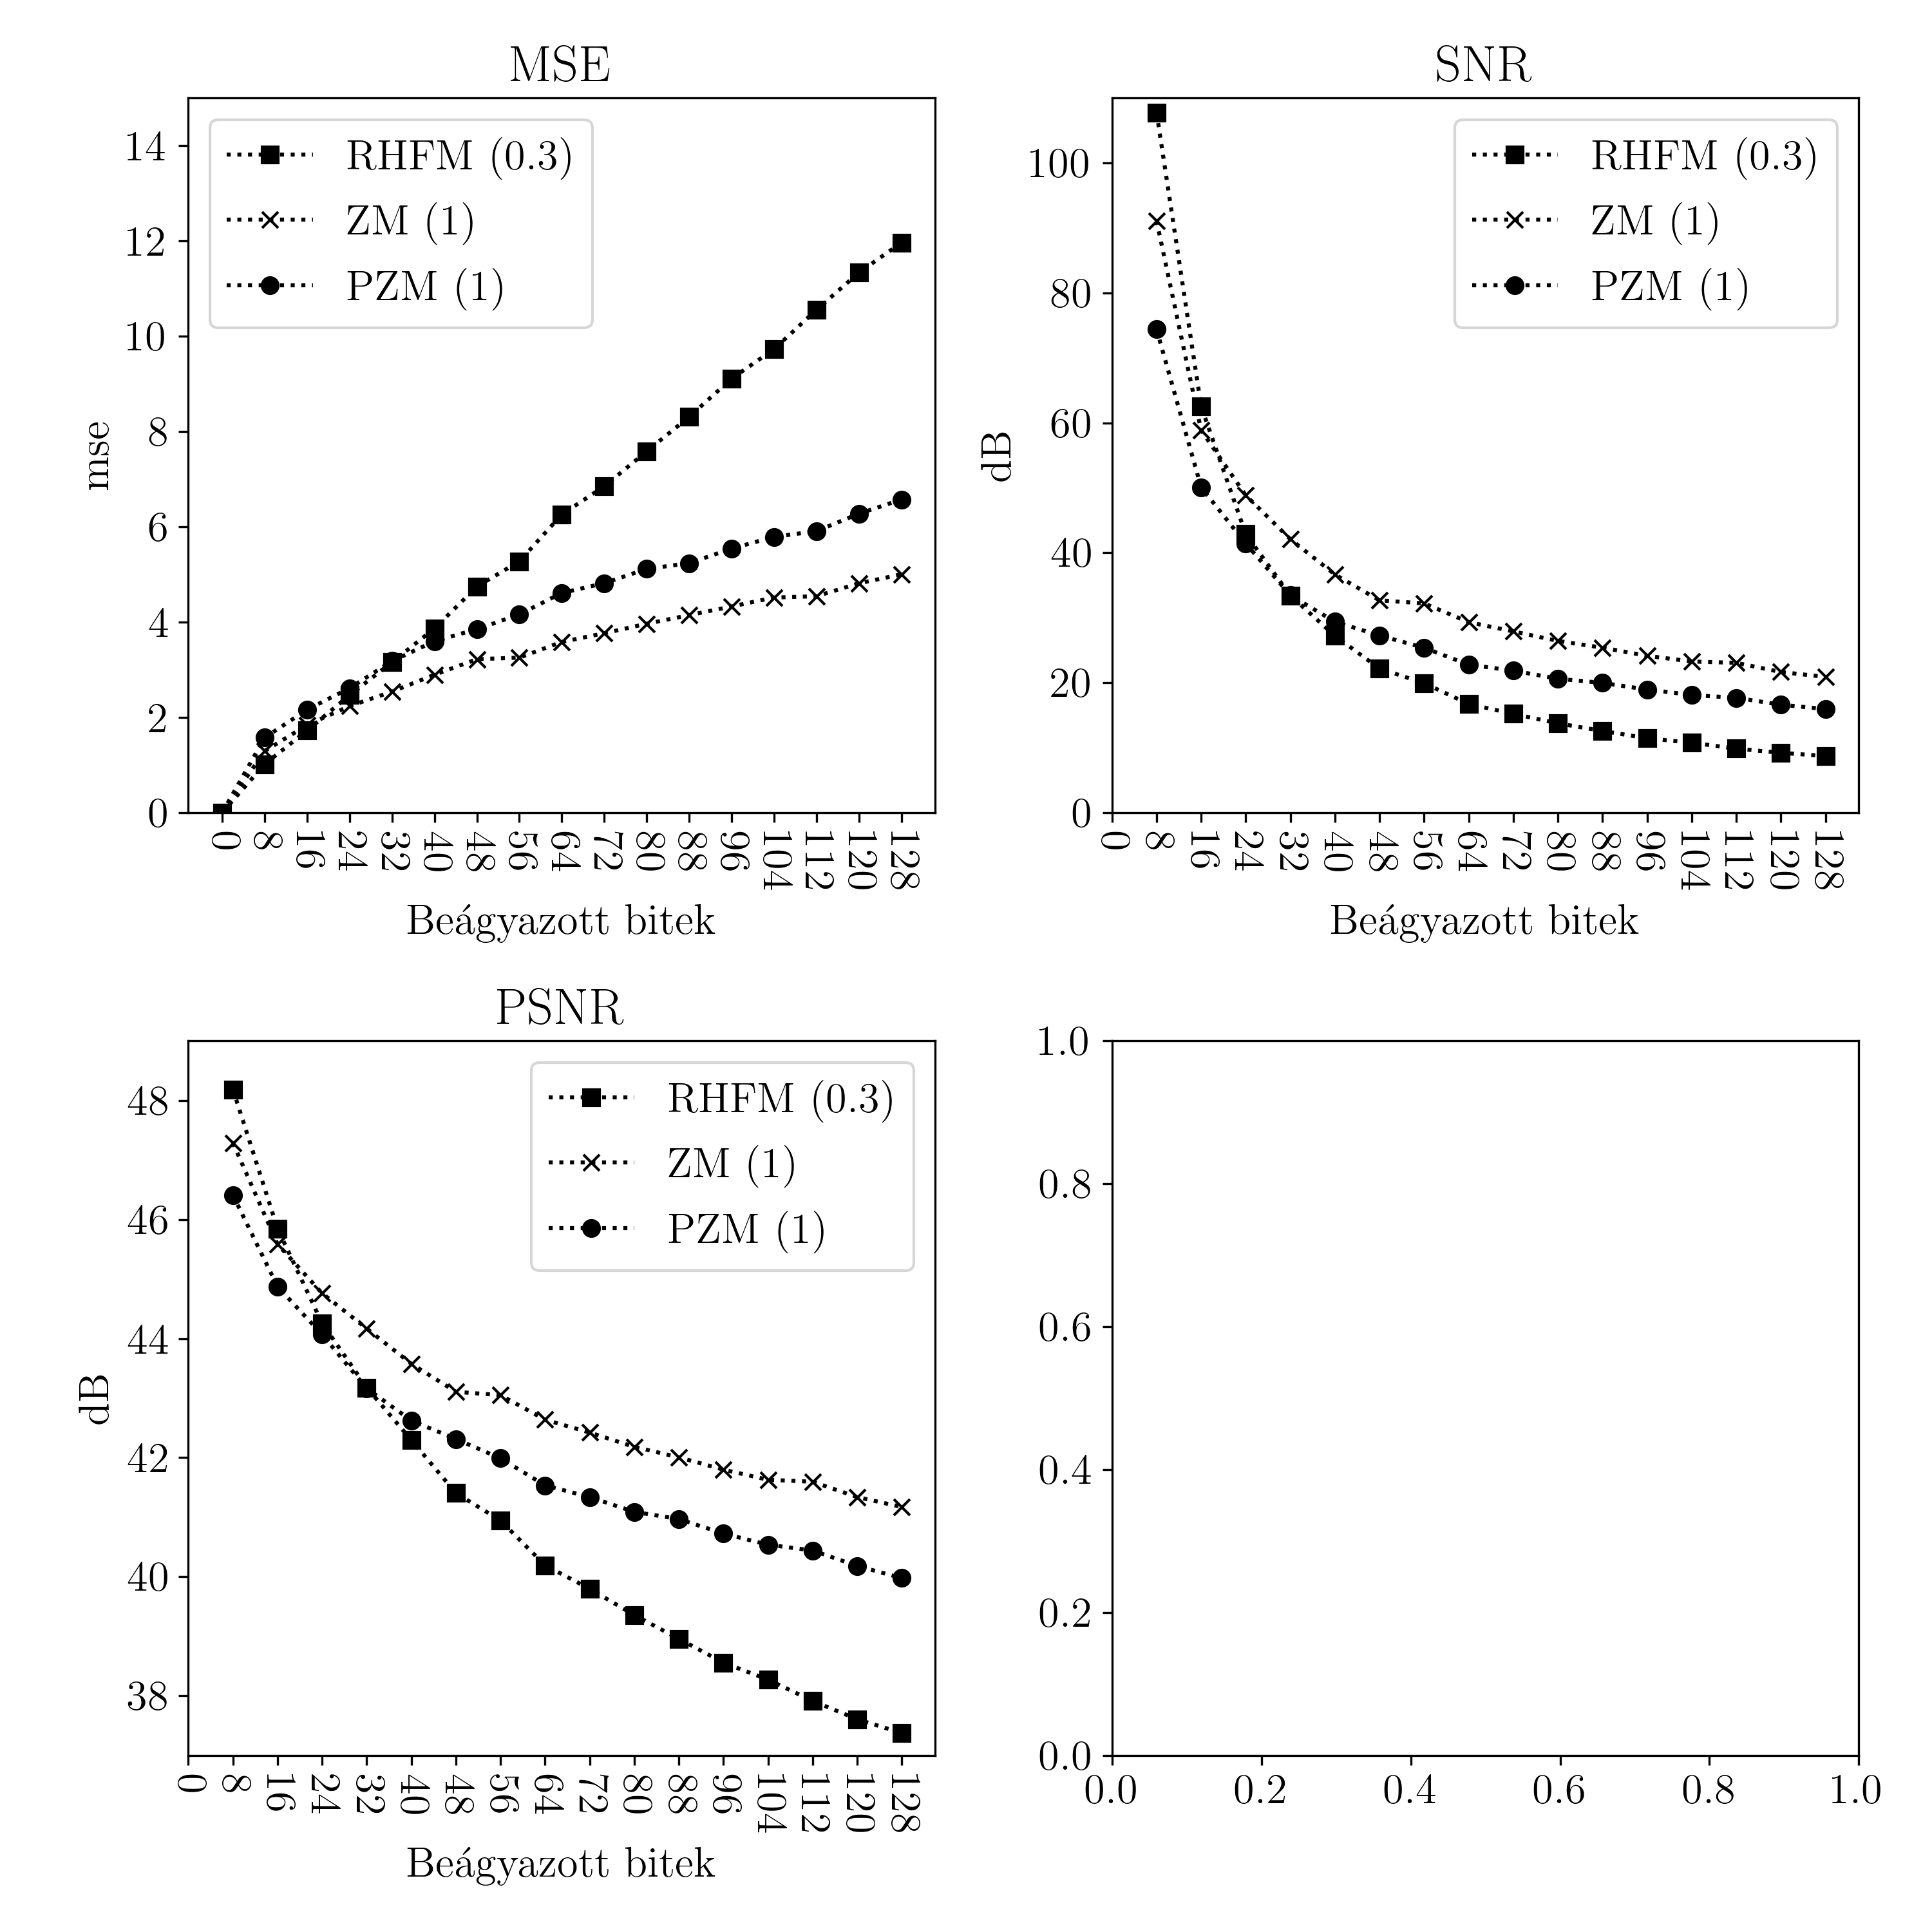 MSE
14
12
10
8
6
4
2
0
mse
RHFM (0.3)
ZM (1)
PZM (1)
0 8 16 24 32 40 48 56 64 72 80 88 96 104 112 120 128
Beágyazott bitek
SNR
100
80
60
40
20
0
dB
RHFM (0.3)
ZM (1)
PZM (1)
0 8 16 24 32 40 48 56 64 72 80 88 96 104 112 120 128
Beágyazott bitek
PSNR
48
46
44
42
40
38
dB
RHFM (0.3)
ZM (1)
PZM (1)
0 8 16 24 32 40 48 56 64 72 80 88 96 104 112 120 128
Beágyazott bitek
1.0
0.8
0.6
0.4
0.2
0.0
0.0 0.2 0.4 0.6 0.8 1.0